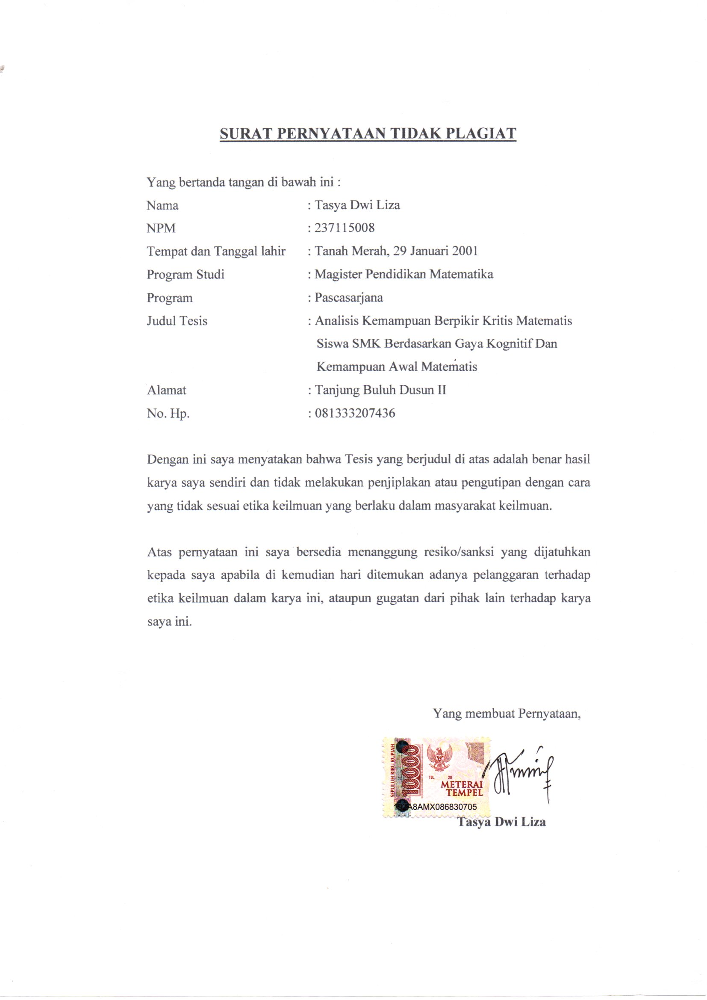 SURAT PERNYATAAN TIDAK PLAGIAT
Yang bertanda tangan di bawah ini :
Nama : Tasya Dwi Liza
NPM : 237115008
Tempat dan Tanggal lahir : Tanah Merah, 29 Januari 2001
Program Studi : Magister Pendidikan Matematika
Program : Pascasarjana
Judul Tesis : Analisis Kemampuan Berpikir Kritis Matematis
Siswa SMK Berdasarkan Gaya Kognitif Dan
Kemampuan Awal Matematis
Alamat : Tanjung Buluh Dusun II
No. Hp. : 081333207436
Dengan ini saya menyatakan bahwa Tesis yang berjudul di atas adalah benar hasil
karya saya sendiri dan tidak melakukan penjiplakan atau pengutipan dengan cara
yang tidak sesuai etika keilmuan yang berlaku dalam masyarakat keilmuan.
Atas pernyataan ini saya bersedia menanggung resiko/sanksi yang dijatuhkan
kepada saya apabila di kemudian hari ditemukan adanya pelanggaran terhadap
etika keilmuan dalam karya ini, ataupun gugatan dari pihak lain terhadap karya
saya ini.
Yang membuat Pernyataan,
SEPULUH RIBU RUPIAH
10000
TGL. 20
METERAI
TEMPEL
A8AMX086830705
Tasya Dwi Liza